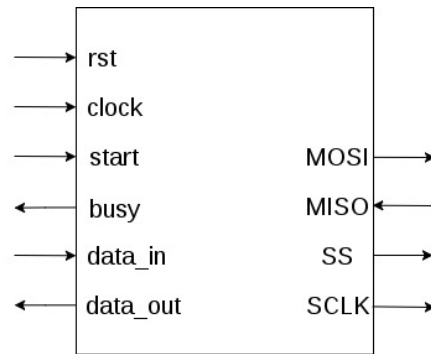 rst
clock
start
MOSI
busy
MISO
data_in
SS
data_out
SCLK